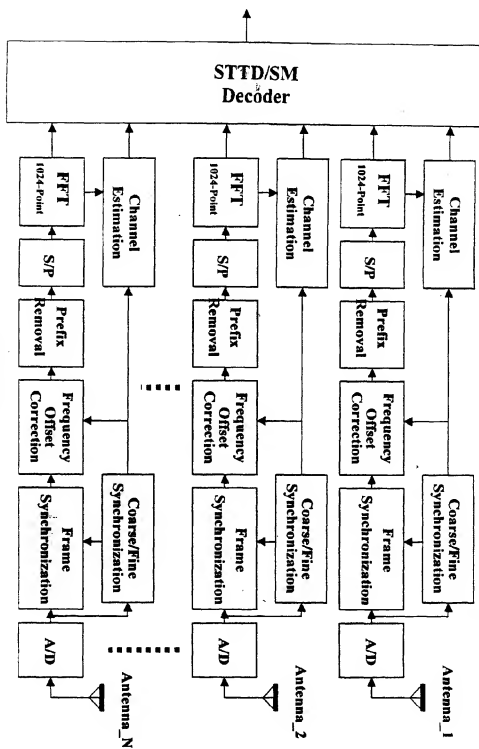 STTD/SM
Decoder
FFT
1024-Point
Channel
Estimation
S/P
Prefix
Removal
Frequency
Offset
Correction
Coarse/Fine
Synchronization
Frame
Synchronization
A/D
Antenna_N
FFT
1024-Point
Channel
Estimation
S/P
Prefix
Removal
Frequency
Offset
Correction
Coarse/Fine
Synchronization
Frame
Synchronization
A/D
Antenna_2
FFT
1024-Point
Channel
Estimation
S/P
Prefix
Removal
Frequency
Offset
Correction
Coarse/Fine
Synchronization
Frame
Synchronization
A/D
Antenna_1